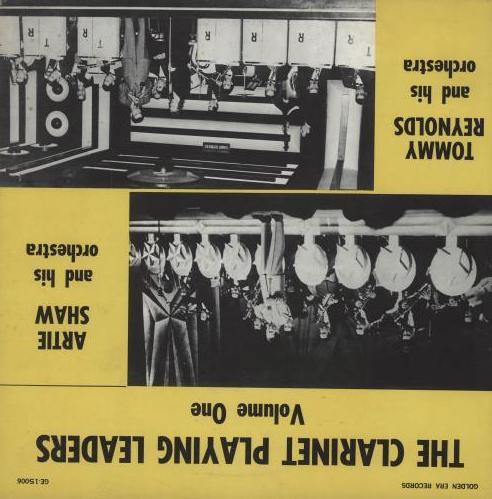 GOLDEN ERA RECORDS
GE-15006
THE CLARINET PLAYING LEADERS
Volume One
ARTIE
SHAW
and his
orchestra
TOMMY
REYNOLDS
and his
orchestra
T R
T R
T R